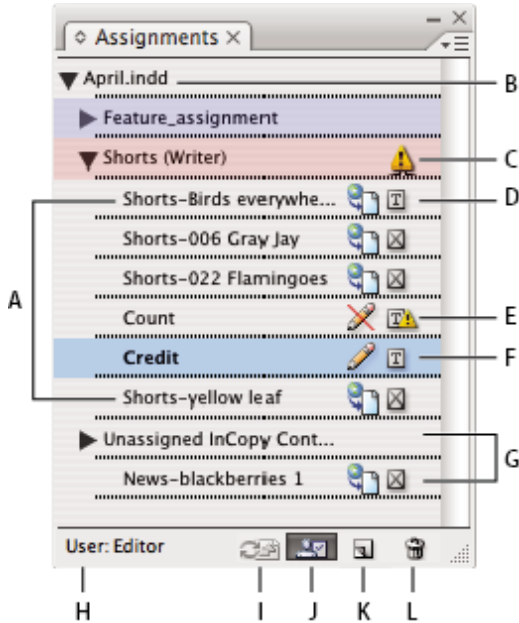 Assignments ×
April.indd B
Feature_assignment
Shorts (Writer) C
Shorts-Birds everywhe... T D
Shorts-006 Gray Jay
A Shorts-022 Flamingoes
Count T E
Credit T F
Shorts-yellow leaf
Unassigned InCopy Cont...
G
News-blackberries 1
User: Editor
H I J K L